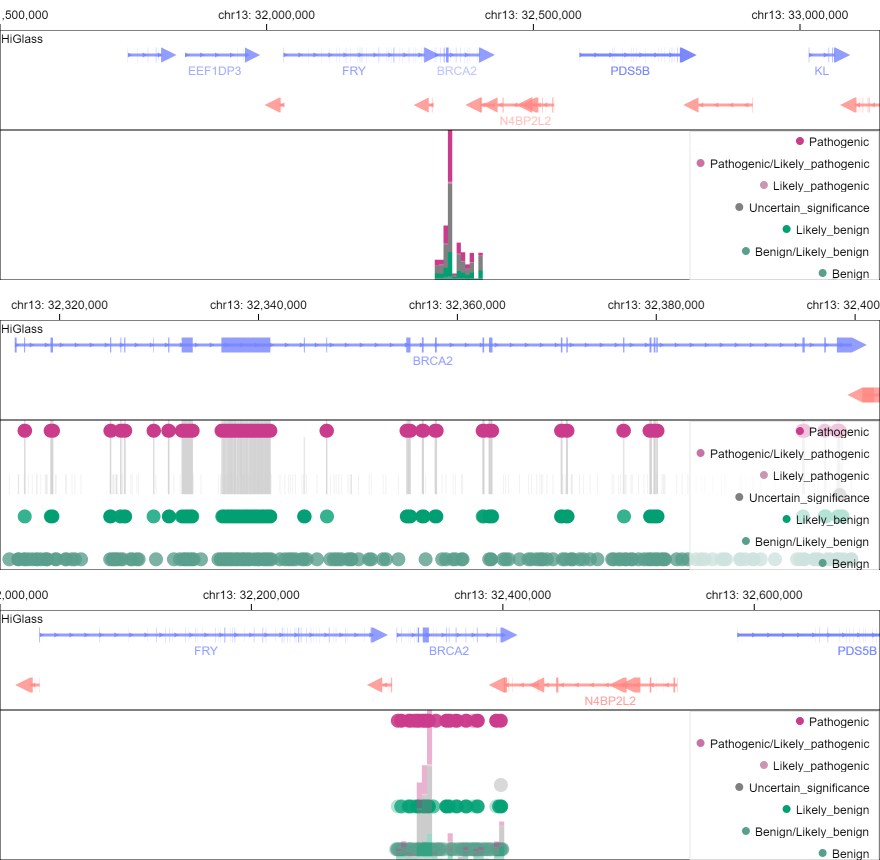 ,500,000 chr13: 32,000,000 chr13: 32,500,000 chr13: 33,000,000
HiGlass
EEF1DP3 FRY BRCA2 PDS5B KL
N4BP2L2
Pathogenic
Pathogenic/Likely_pathogenic
Likely_pathogenic
Uncertain_significance
Likely_benign
Benign/Likely_benign
Benign
chr13: 32,320,000 chr13: 32,340,000 chr13: 32,360,000 chr13: 32,380,000 chr13: 32,400
HiGlass
BRCA2
Pathogenic
Pathogenic/Likely_pathogenic
Likely_pathogenic
Uncertain_significance
Likely_benign
Benign/Likely_benign
Benign
2,000,000 chr13: 32,200,000 chr13: 32,400,000 chr13: 32,600,000
HiGlass
FRY BRCA2 PDS5B
N4BP2L2
Pathogenic
Pathogenic/Likely_pathogenic
Likely_pathogenic
Uncertain_significance
Likely_benign
Benign/Likely_benign
Benign